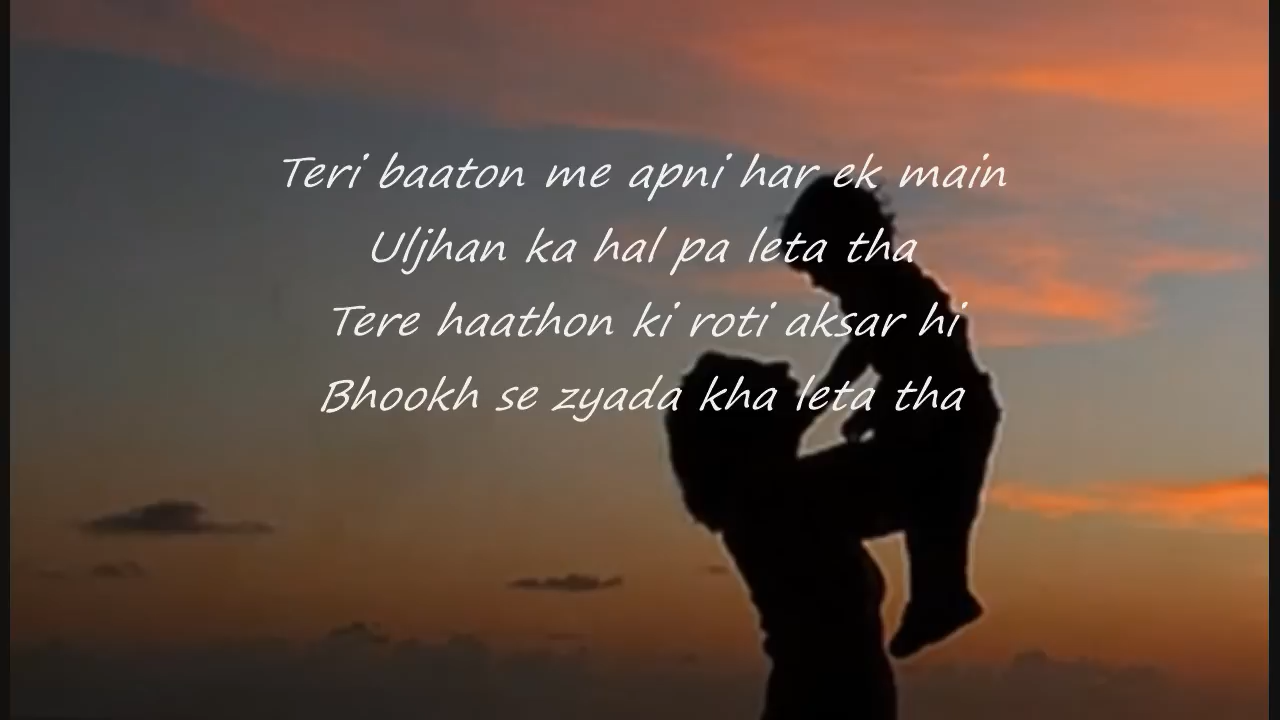 Teri baaton me apni har ek main
Uljhan ka hal pa leta tha
Tere haathon ki roti aksar hi
Bhookh se zyada kha leta tha